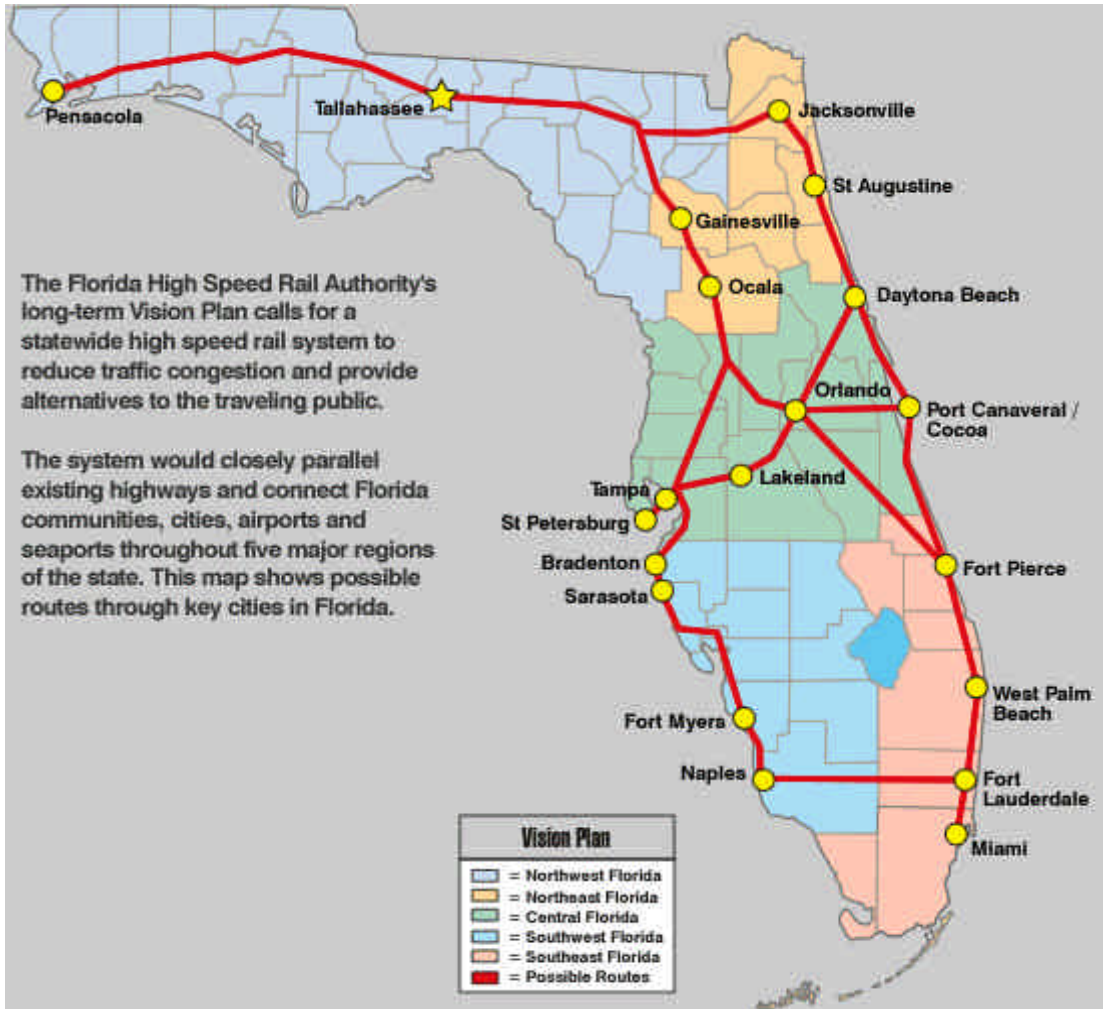 Pensacola
Tallahassee
Jacksonville
St Augustine
Gainesville
Ocala
Daytona Beach
The Florida High Speed Rail Authority's
long-term Vision Plan calls for a
statewide high speed rail system to
reduce traffic congestion and provide
alternatives to the traveling public.
The system would closely parallel
existing highways and connect Florida
communities, cities, airports and
seaports throughout five major regions
of the state. This map shows possible
routes through key cities in Florida.
Orlando
Port Canaveral /
Cocoa
Lakeland
Tampa
St Petersburg
Bradenton
Sarasota
Fort Pierce
West Palm
Beach
Fort Myers
Naples
Fort
Lauderdale
Miami
Vision Plan
= Northwest Florida
= Northeast Florida
= Central Florida
= Southwest Florida
= Southeast Florida
= Possible Routes